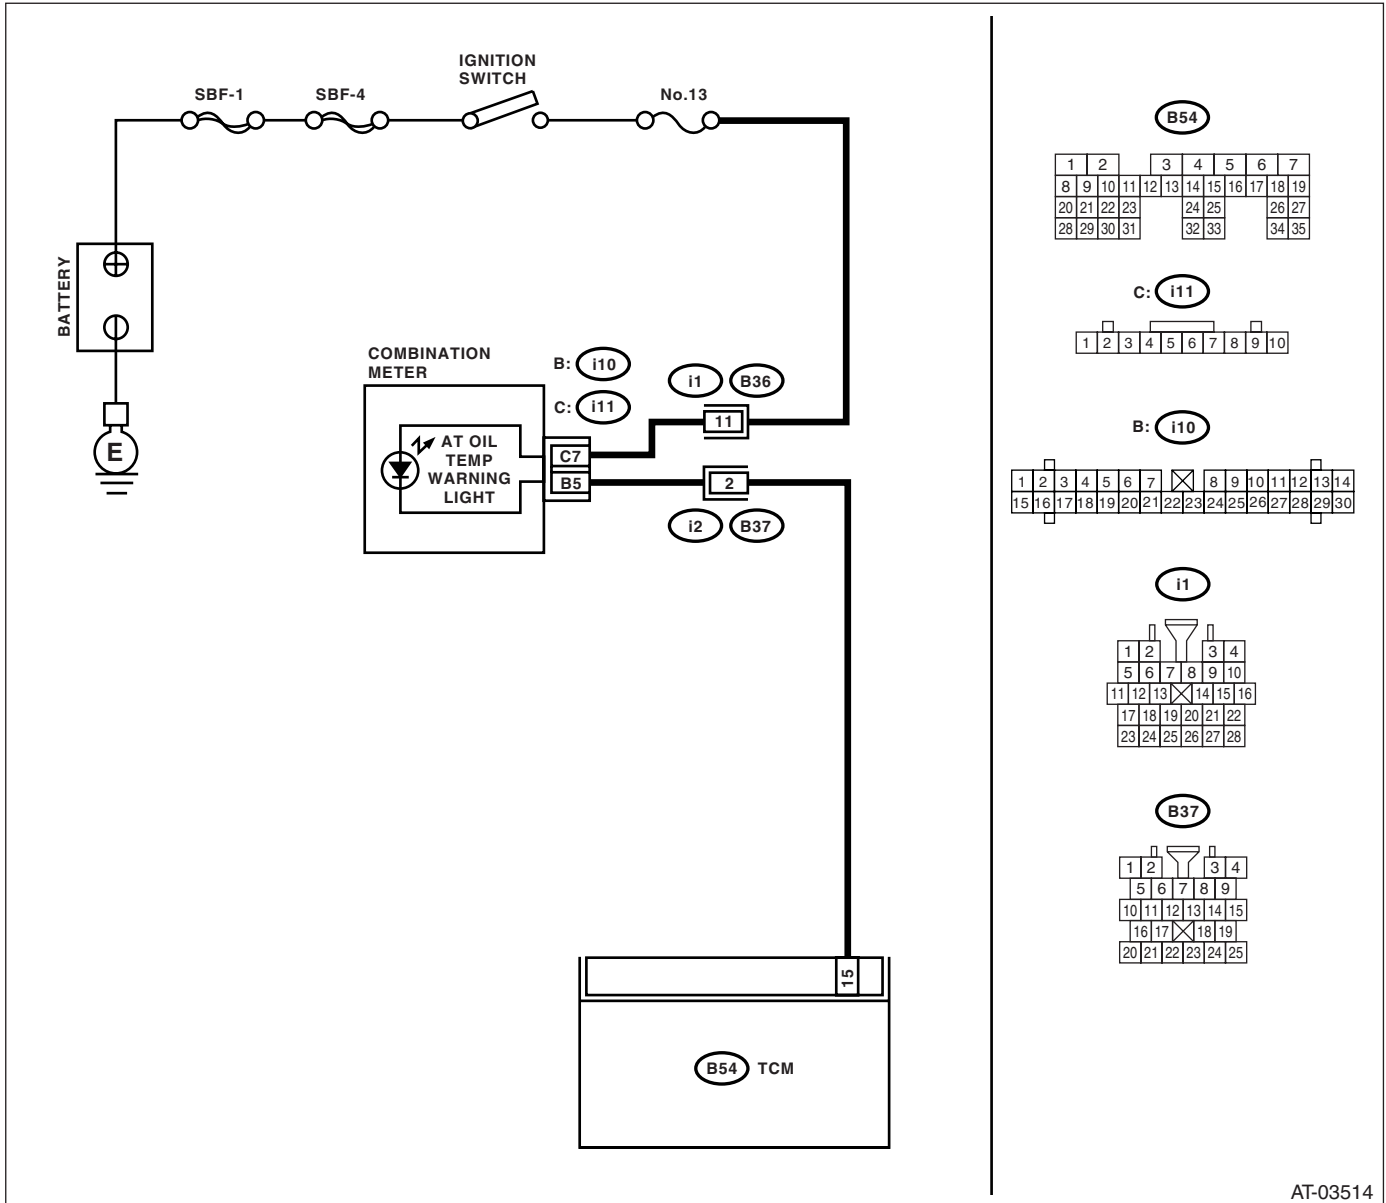 IGNITION
SWITCH
SBF-1
SBF-4
No.13
BATTERY
E
COMBINATION
METER
B: i10
C: i11
AT OIL
TEMP
WARNING
LIGHT
C7
B5
i1 B36
11
2
i2 B37
15
B54 TCM
B54
1 2 3 4 5 6 7
8 9 10 11 12 13 14 15 16 17 18 19
20 21 22 23 24 25 26 27
28 29 30 31 32 33 34 35
C: i11
1 2 3 4 5 6 7 8 9 10
B: i10
1 2 3 4 5 6 7 8 9 10 11 12 13 14
15 16 17 18 19 20 21 22 23 24 25 26 27 28 29 30
i1
1 2 3 4
5 6 7 8 9 10
11 12 13 14 15 16
17 18 19 20 21 22
23 24 25 26 27 28
B37
1 2 3 4
5 6 7 8 9
10 11 12 13 14 15
16 17 18 19
20 21 22 23 24 25
AT-03514